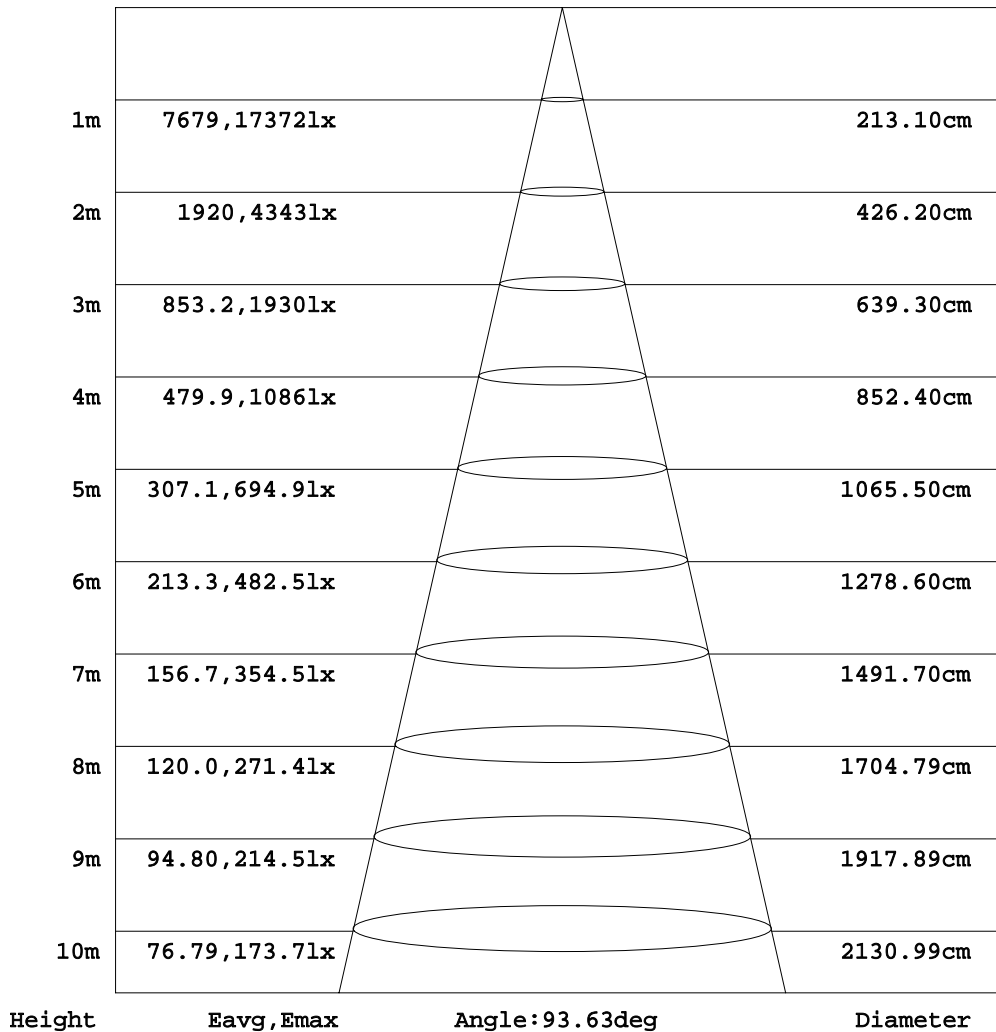 1m 7679,17372lx 213.10cm
2m 1920,4343lx 426.20cm
3m 853.2,1930lx 639.30cm
4m 479.9,1086lx 852.40cm
5m 307.1,694.9lx 1065.50cm
6m 213.3,482.5lx 1278.60cm
7m 156.7,354.5lx 1491.70cm
8m 120.0,271.4lx 1704.79cm
9m 94.80,214.5lx 1917.89cm
10m 76.79,173.7lx 2130.99cm
Height Eavg,Emax Angle:93.63deg Diameter